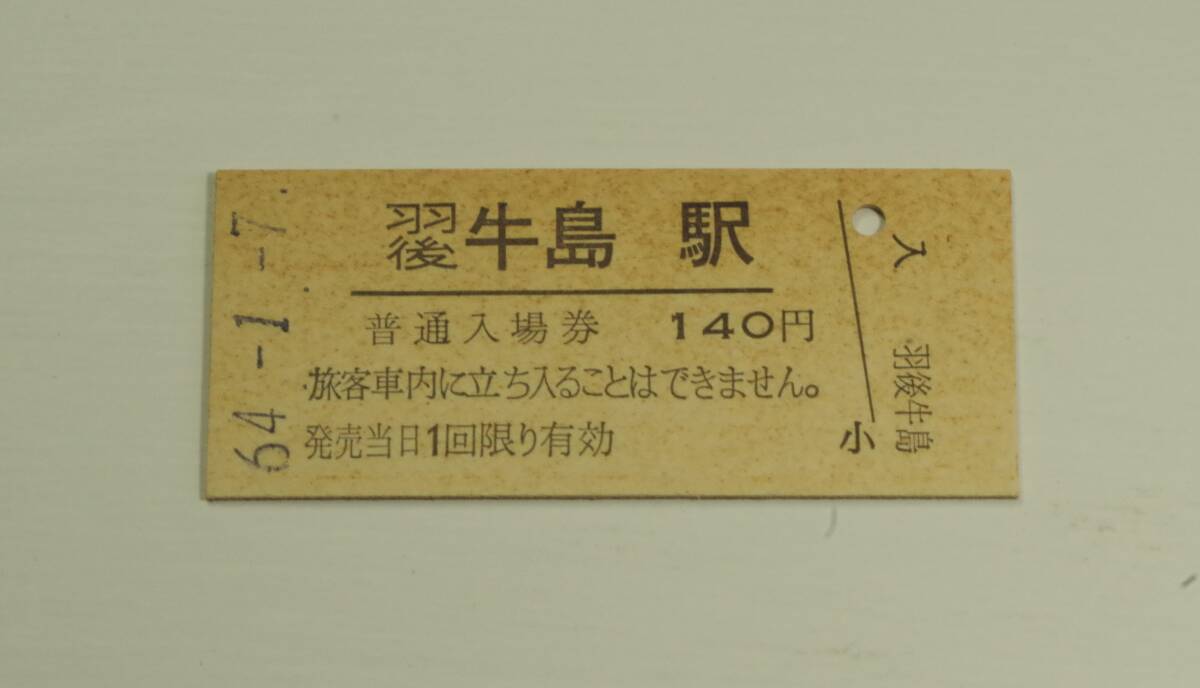 羽後牛島駅
普通入場券 140円
旅客車内に立ち入ることはできません。
発売当日1回限り有効
64-1-7.
小
入
羽後牛島